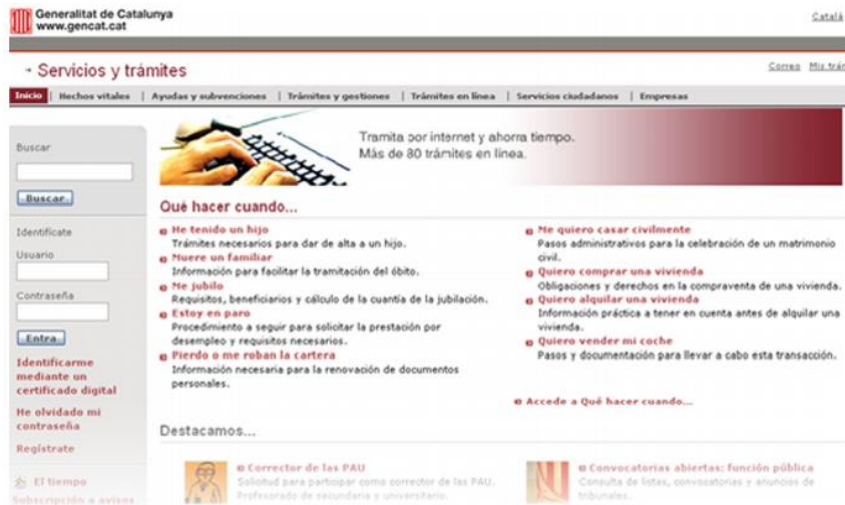 Generalitat de Catalunya
www.gencat.cat
Català
Servicios y trámites
Correo
Inicio | Hechos vitales | Ayudas y subvenciones | Trámites y gestiones | Trámites en línea | Servicios ciudadanos | Empresas
Buscar
Buscar
Identifícate
Usuario
Contraseña
Entra
Identificarme
mediante un
certificado digital
He olvidado mi
contraseña
Regístrate
El tiempo
Subscripción a avisos
Tramita por internet y ahorra tiempo.
Más de 80 trámites en línea.
Qué hacer cuando...
He tenido un hijo
Trámites necesarios para dar de alta a un hijo.
Muere un familiar
Información para facilitar la tramitación del óbito.
Me jubilo
Requisitos, beneficiarios y cálculo de la cuantía de la jubilación.
Estoy en paro
Procedimiento a seguir para solicitar la prestación por
desempleo y requisitos necesarios.
Pierdo o me roban la cartera
Información necesaria para la renovación de documentos
personales.
Me quiero casar civilmente
Pasos administrativos para la celebración de un matrimonio
civil.
Quiero comprar una vivienda
Obligaciones y derechos en la compraventa de una vivienda.
Quiero alquilar una vivienda
Información práctica a tener en cuenta antes de alquilar una
vivienda.
Quiero vender mi coche
Pasos y documentación para llevar a cabo esta transacción.
Accede a Qué hacer cuando...
Destacamos...
Corrector de las PAU
Solicitud para participar como corrector de las PAU.
Profesorado de secundaria y universitario.
Convocatorias abiertas: función pública
Consulta de listas, convocatorias y anuncios de
tribunales.